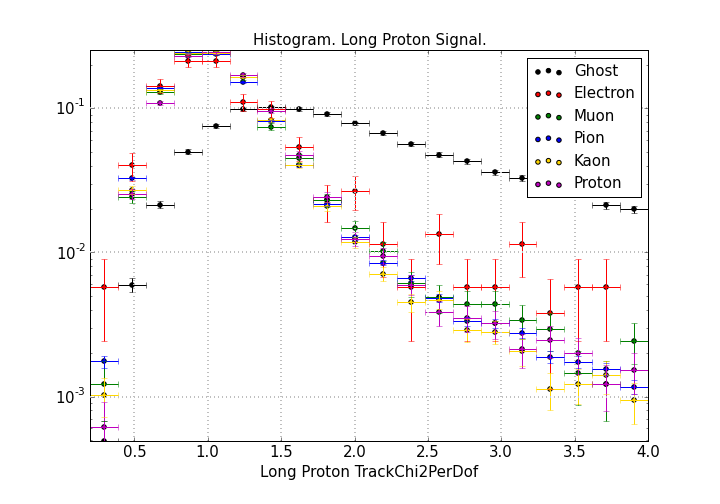 Histogram. Long Proton Signal.
Ghost
Electron
Muon
Pion
Kaon
Proton
10⁻¹
10⁻²
10⁻³
0.5 1.0 1.5 2.0 2.5 3.0 3.5 4.0
Long Proton TrackChi2PerDof